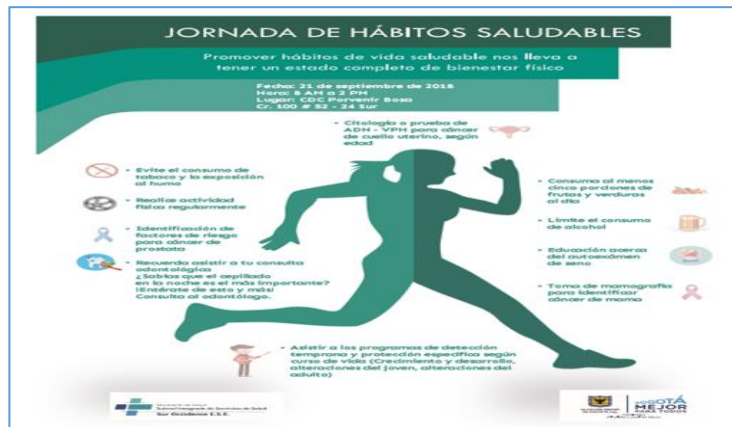 JORNADA DE HÁBITOS SALUDABLES
Promover hábitos de vida saludable nos lleva a
tener un estado completo de bienestar físico
Fecha: 21 de septiembre de 2018
Hora: 8 AM a 2 PM
Lugar: CDC Porvenir Bosa
Cr. 100 # 52 - 24 Sur
• Citología o prueba de
ADN - VPH para cáncer
de cuello uterino, según
edad
• Evite el consumo de
tabaco y la exposición
al humo
• Realice actividad
física regularmente
• Identificación de
factores de riesgo
para cáncer de
prostata
• Recuerda asistir a tu consulta
odontológica
¿Sabías que el cepillado
en la noche es el más importante?
!Entérate de esto y más!
Consulta al odontólogo.
• Consuma al menos
cinco porciones de
frutas y verduras
al día
• Límite el consumo
de alcohol
• Educación acerca
del autoexámen
de seno
• Toma de mamografía
para identificar
cáncer de mama
• Asistir a los programas de detección
temprana y protección específica según
curso de vida (Crecimiento y desarrollo,
alteraciones del joven, alteraciones del
adulto)
Subred Integrada de Servicios de Salud
Sur Occidente E.S.E.
BOGOTÁ
MEJOR
PARA TODOS